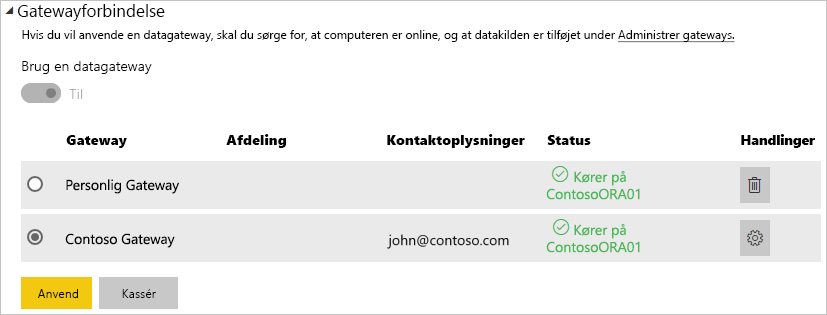 Gatewayforbindelse
Hvis du vil anvende en datagateway, skal du sørge for, at computeren er online, og at datakilden er tilføjet under Administrer gateways.
Brug en datagateway
Til
Gateway Afdeling Kontaktoplysninger Status Handlinger
Personlig Gateway Kører på
ContosoORA01
Contoso Gateway john@contoso.com Kører på
ContosoORA01
Anvend Kassér